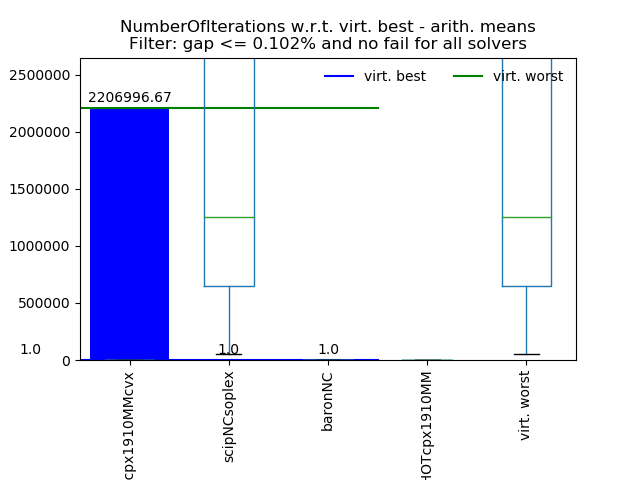 NumberOfIterations w.r.t. virt. best - arith. means
Filter: gap <= 0.102% and no fail for all solvers
virt. best
virt. worst
2500000
2206996.67
2000000
1500000
1000000
500000
1.0
1.0
1.0
0
cpx1910MMcvx
scipNCsoplex
baronNC
HOTcpx1910MM
virt. worst